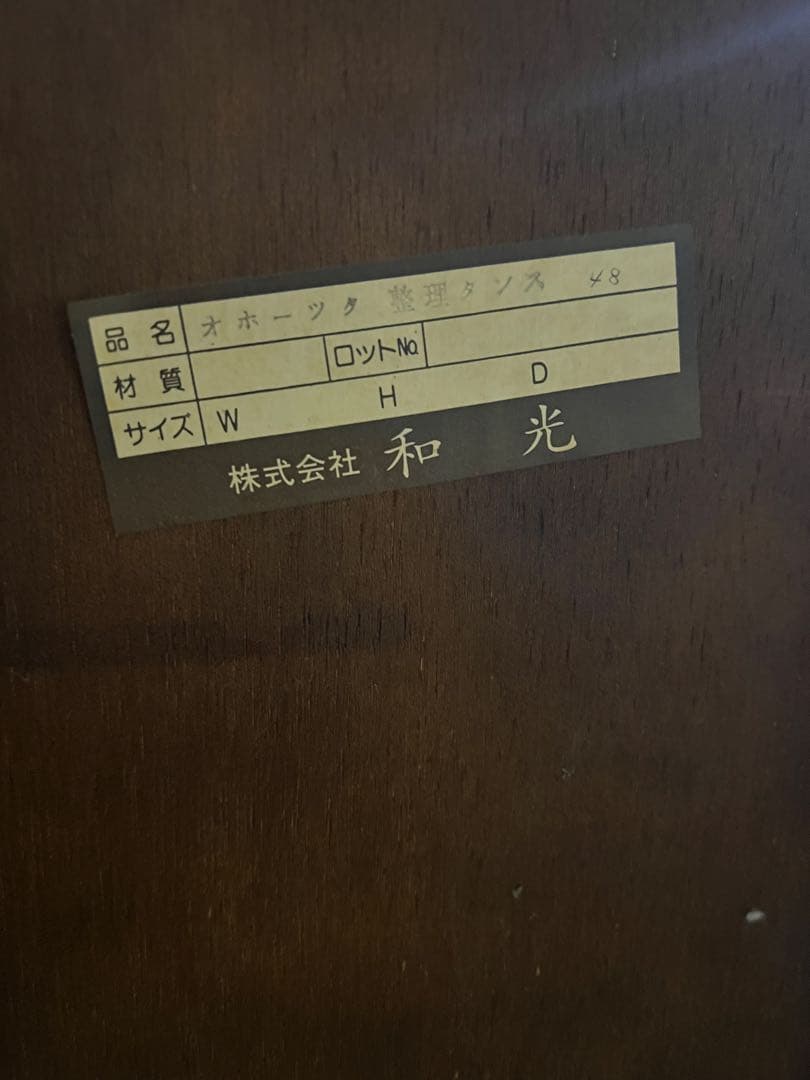 品名 オホーツク 整理タンス 48
材質 ロットNo.
サイズ W H D
株式会社 和光